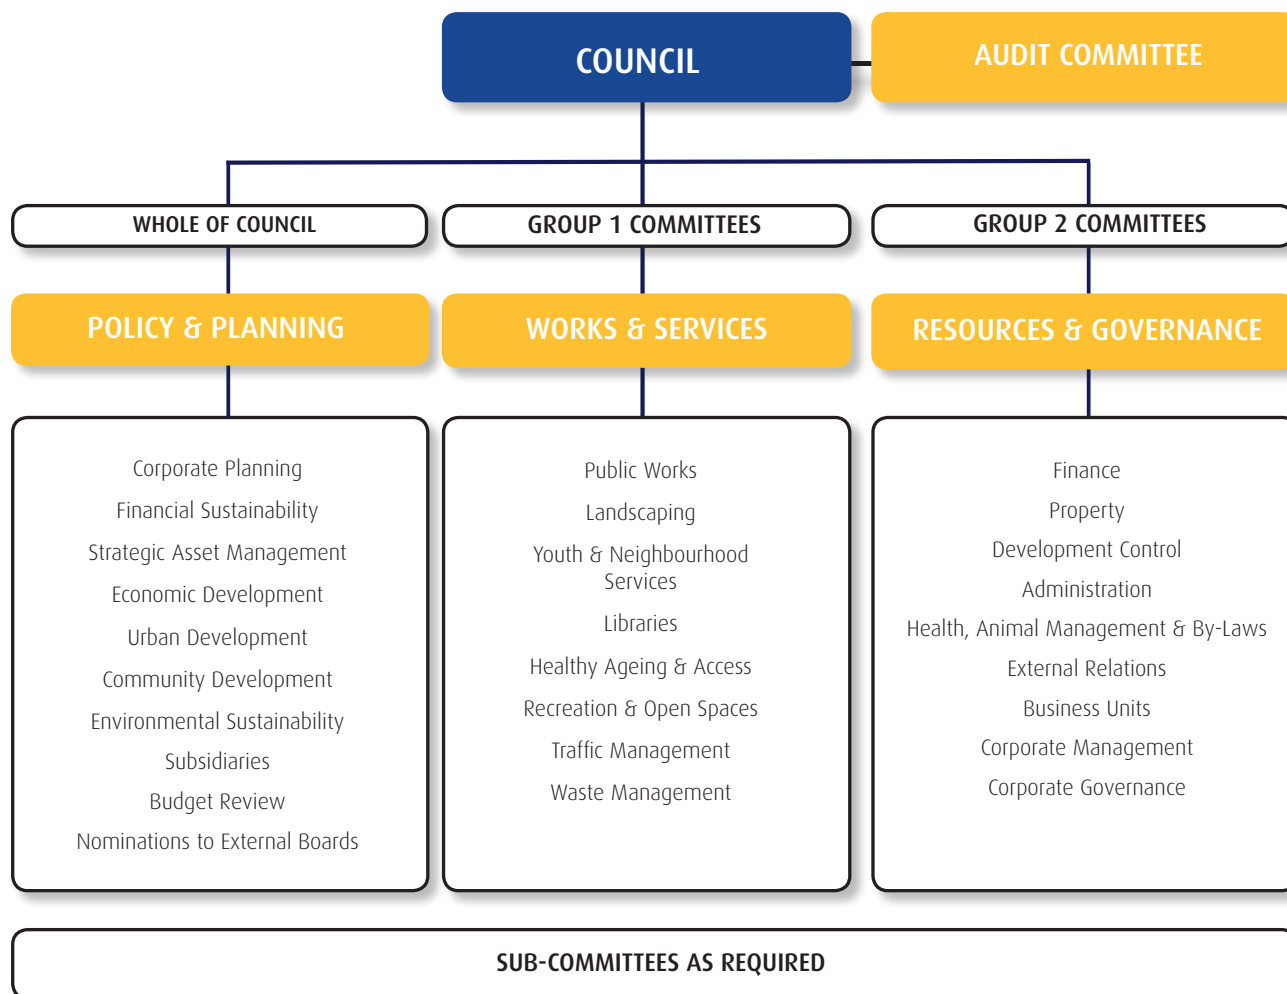 COUNCIL
AUDIT COMMITTEE
WHOLE OF COUNCIL
GROUP 1 COMMITTEES
GROUP 2 COMMITTEES
POLICY & PLANNING
WORKS & SERVICES
RESOURCES & GOVERNANCE
Corporate Planning
Financial Sustainability
Strategic Asset Management
Economic Development
Urban Development
Community Development
Environmental Sustainability
Subsidiaries
Budget Review
Nominations to External Boards
Public Works
Landscaping
Youth & Neighbourhood
Services
Libraries
Healthy Ageing & Access
Recreation & Open Spaces
Traffic Management
Waste Management
Finance
Property
Development Control
Administration
Health, Animal Management & By-Laws
External Relations
Business Units
Corporate Management
Corporate Governance
SUB-COMMITTEES AS REQUIRED